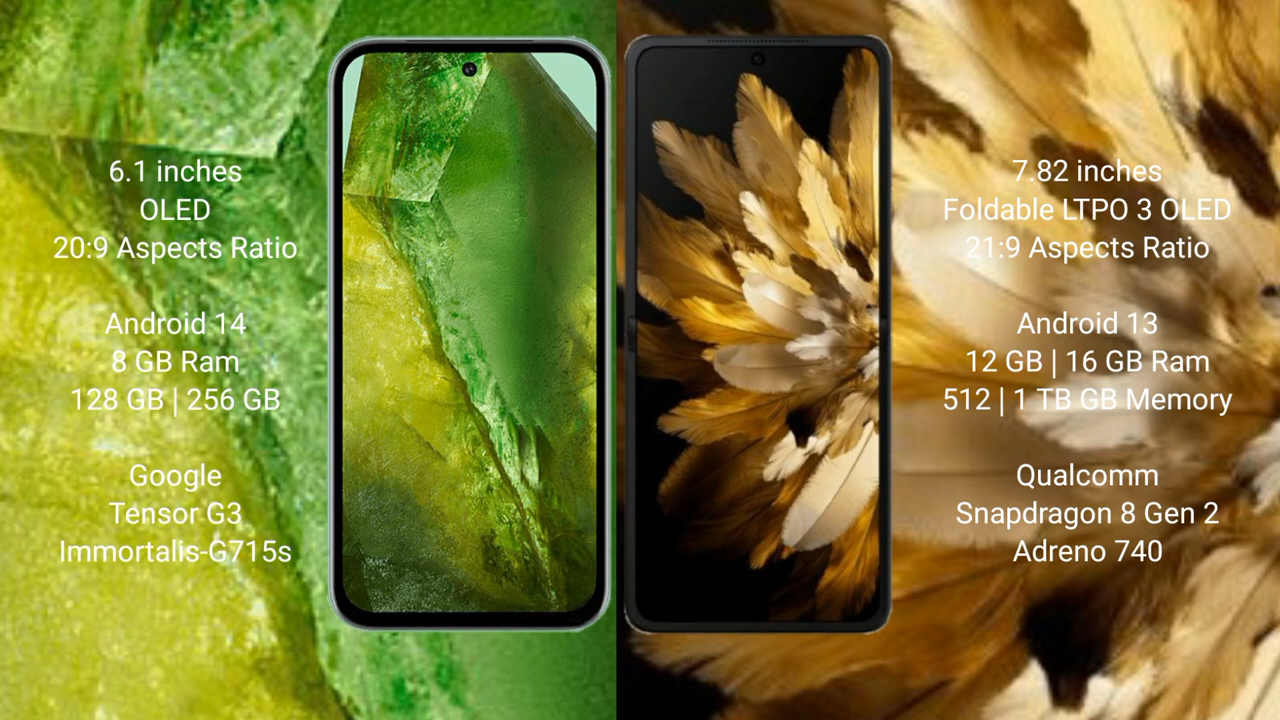 6.1 inches
OLED
20:9 Aspects Ratio
Android 14
8 GB Ram
128 GB | 256 GB
Google
Tensor G3
Immortalis-G715s
7.82 inches
Foldable LTPO 3 OLED
21:9 Aspects Ratio
Android 13
12 GB | 16 GB Ram
512 | 1 TB GB Memory
Qualcomm
Snapdragon 8 Gen 2
Adreno 740